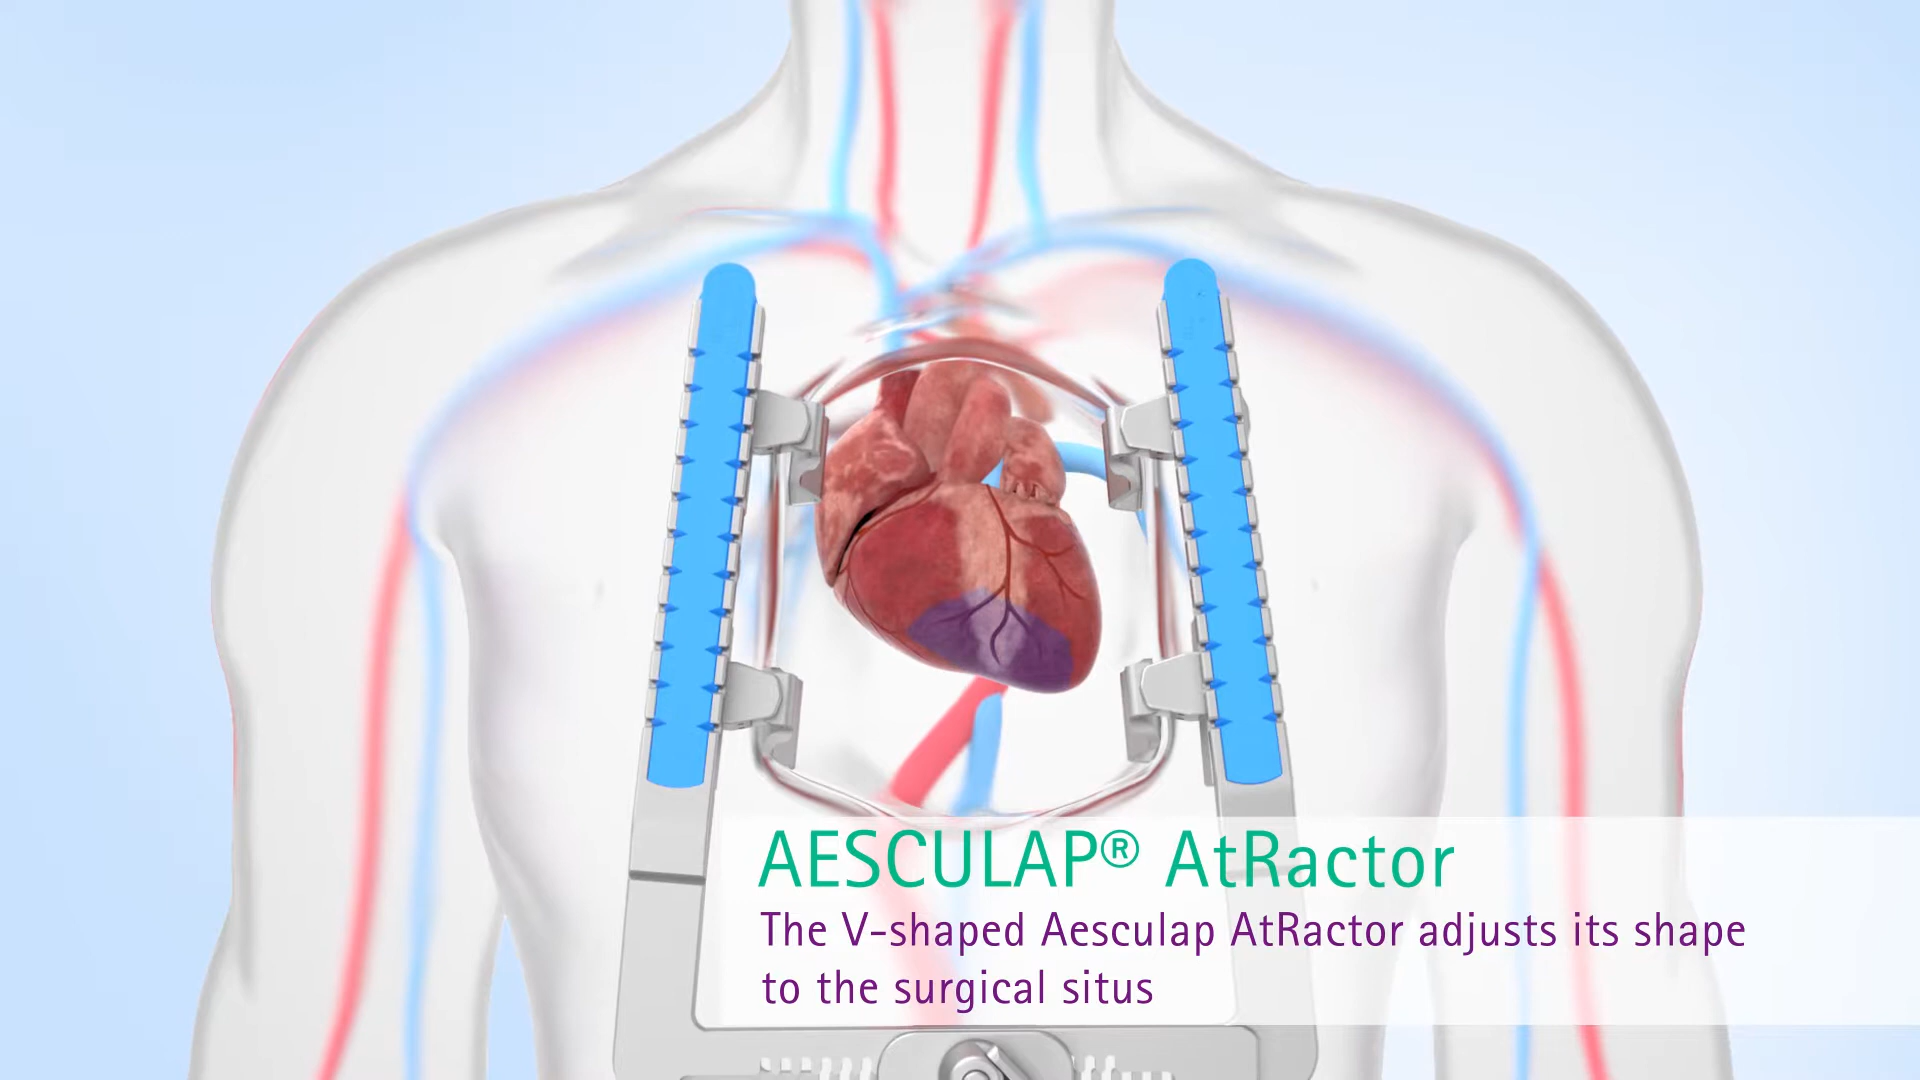 AESCULAP® AtRactor
The V-shaped Aesculap AtRactor adjusts its shape
to the surgical situs